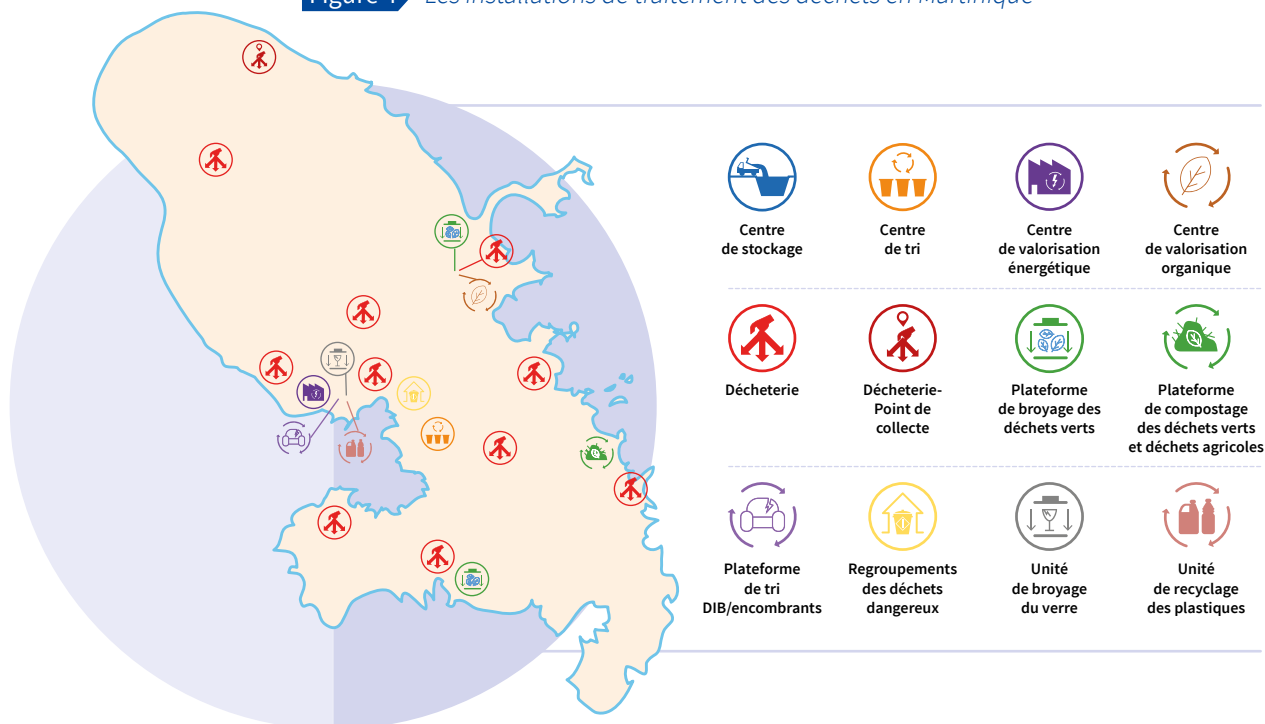 Figure 4 Les installations de traitement des déchets en Martinique
Centre
de stockage
Centre
de tri
Centre
de valorisation
énergétique
Centre
de valorisation
organique
Décheterie
Décheterie-
Point de
collecte
Plateforme
de broyage des
déchets verts
Plateforme
de compostage
des déchets verts
et déchets agricoles
Plateforme
de tri
DIB/encombrants
Regroupements
des déchets
dangereux
Unité
de broyage
du verre
Unité
de recyclage
des plastiques